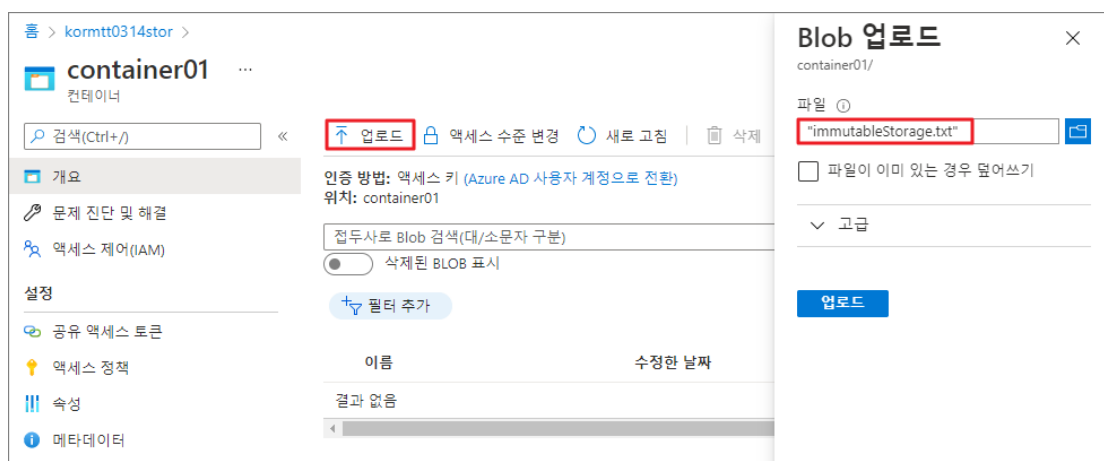 홈 > kormtt0314stor >
container01 ...
컨테이너
검색(Ctrl+/) «
개요
문제 진단 및 해결
액세스 제어(IAM)
설정
공유 액세스 토큰
액세스 정책
속성
메타데이터
업로드 액세스 수준 변경 새로 고침 삭제
인증 방법: 액세스 키 (Azure AD 사용자 계정으로 전환)
위치: container01
접두사로 Blob 검색(대/소문자 구분)
삭제된 BLOB 표시
필터 추가
이름 수정한 날짜
결과 없음
Blob 업로드
container01/
파일
"immutableStorage.txt"
파일이 이미 있는 경우 덮어쓰기
고급
업로드